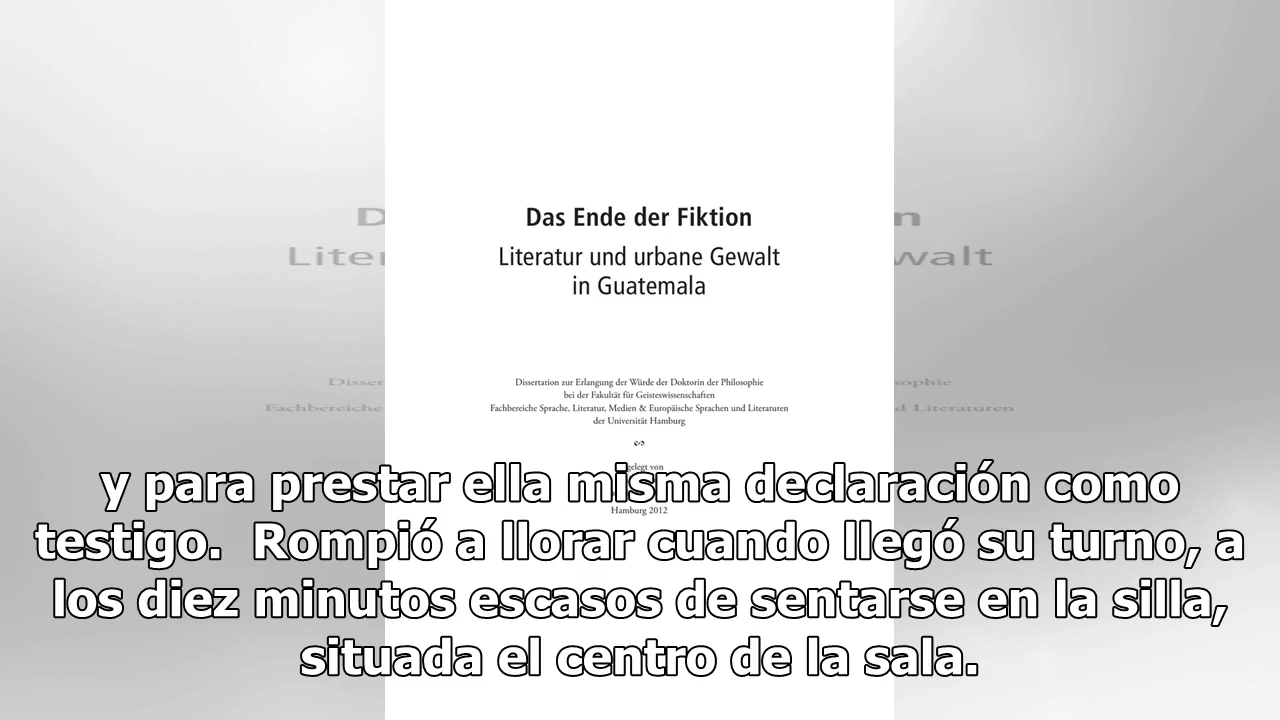 Das Ende der Fiktion
Literatur und urbane Gewalt
in Guatemala
Dissertation zur Erlangung der Würde der Doktorin der Philosophie
bei der Fakultät für Geisteswissenschaften
Fachbereiche Sprache, Literatur, Medien & Europäische Sprachen und Literaturen
der Universität Hamburg
gelegt von
Hamburg 2012
y para prestar ella misma declaración como
testigo.  Rompió a llorar cuando llegó su turno, a
los diez minutos escasos de sentarse en la silla,
situada el centro de la sala.